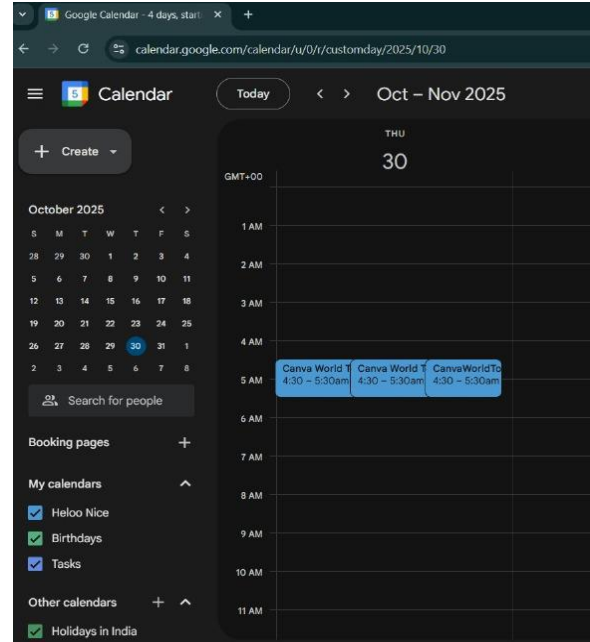 Google Calendar - 4 days, start
calendar.google.com/calendar/u/0/r/customday/2025/10/30
5 Calendar Today Oct – Nov 2025
Create
THU
30
GMT+00
October 2025
S M T W T F S
28 29 30 1 2 3 4
5 6 7 8 9 10 11
12 13 14 15 16 17 18
19 20 21 22 23 24 25
26 27 28 29 30 31 1
2 3 4 5 6 7 8
Search for people
Booking pages
My calendars
Heloo Nice
Birthdays
Tasks
Other calendars
Holidays in India
1 AM
2 AM
3 AM
4 AM
Canva World T Canva World T CanvaWorldTo
4:30 – 5:30am 4:30 – 5:30am 4:30 – 5:30am
5 AM
6 AM
7 AM
8 AM
9 AM
10 AM
11 AM